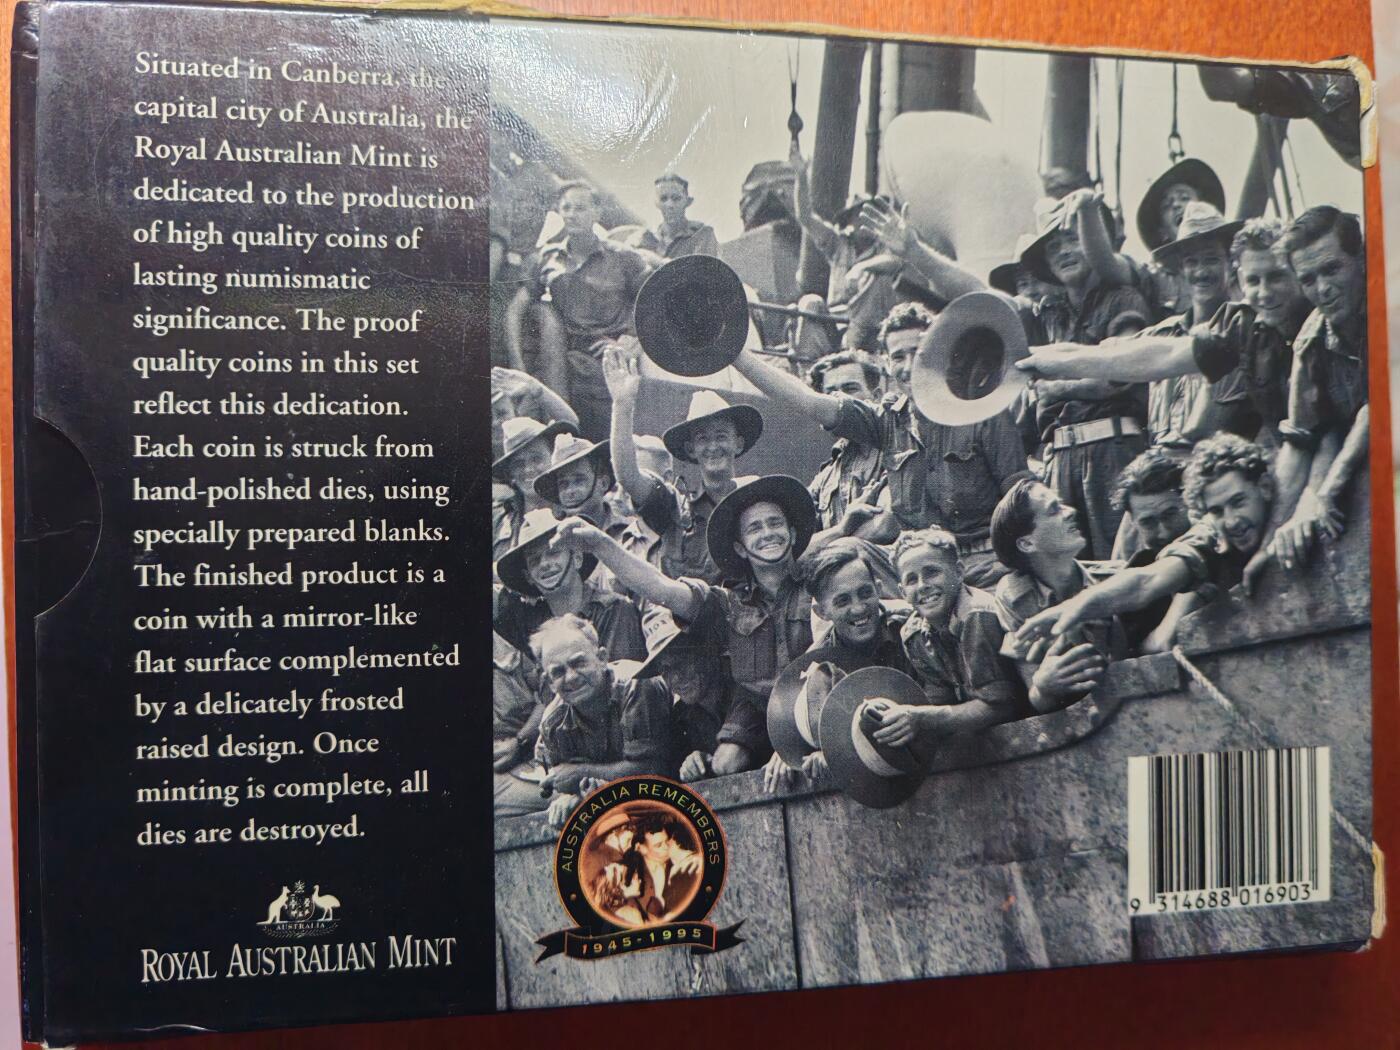 Situated in Canberra, the
capital city of Australia, the
Royal Australian Mint is
dedicated to the production
of high quality coins of
lasting numismatic
significance. The proof
quality coins in this set
reflect this dedication.
Each coin is struck from
hand-polished dies, using
specially prepared blanks.
The finished product is a
coin with a mirror-like
flat surface complemented
by a delicately frosted
raised design. Once
minting is complete, all
dies are destroyed.
AUSTRALIA
ROYAL AUSTRALIAN MINT
AUSTRALIA REMEMBERS
1945-1995
9 314688 016903